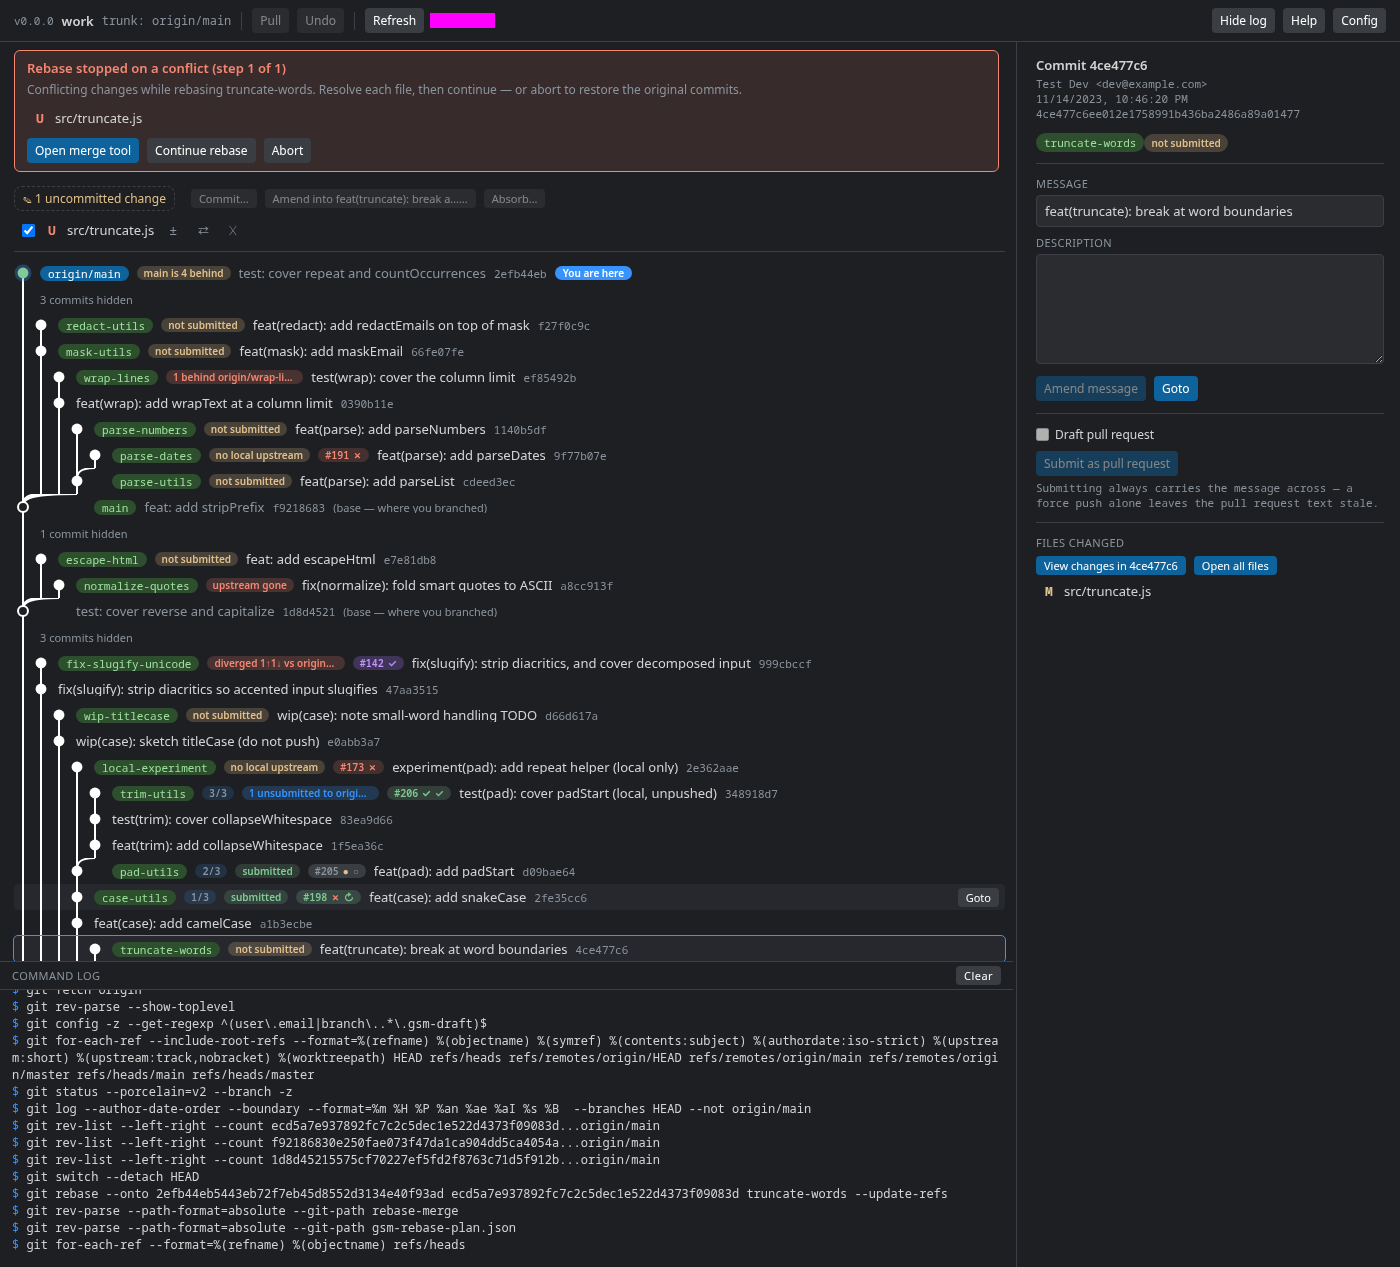 v0.0.0 work trunk: origin/main Pull Undo Refresh Hide log Help Config
Rebase stopped on a conflict (step 1 of 1)
Conflicting changes while rebasing truncate-words. Resolve each file, then continue — or abort to restore the original commits.
U src/truncate.js
Open merge tool Continue rebase Abort
✎ 1 uncommitted change Commit... Amend into feat(truncate): break a...... Absorb...
U src/truncate.js ± ⇄ X
origin/main main is 4 behind test: cover repeat and countOccurrences 2efb44eb You are here
3 commits hidden
redact-utils not submitted feat(redact): add redactEmails on top of mask f27f0c9c
mask-utils not submitted feat(mask): add maskEmail 66fe07fe
wrap-lines 1 behind origin/wrap-li... test(wrap): cover the column limit ef85492b
feat(wrap): add wrapText at a column limit 0390b11e
parse-numbers not submitted feat(parse): add parseNumbers 1140b5df
parse-dates no local upstream #191 × feat(parse): add parseDates 9f77b07e
parse-utils not submitted feat(parse): add parseList cdeed3ec
main feat: add stripPrefix f9218683 (base — where you branched)
1 commit hidden
escape-html not submitted feat: add escapeHtml e7e81db8
normalize-quotes upstream gone fix(normalize): fold smart quotes to ASCII a8cc913f
test: cover reverse and capitalize 1d8d4521 (base — where you branched)
3 commits hidden
fix-slugify-unicode diverged 1↑1↓ vs origin... #142 ✓ fix(slugify): strip diacritics, and cover decomposed input 999cbccf
fix(slugify): strip diacritics so accented input slugifies 47aa3515
wip-titlecase not submitted wip(case): note small-word handling TODO d66d617a
wip(case): sketch titleCase (do not push) e0abb3a7
local-experiment no local upstream #173 × experiment(pad): add repeat helper (local only) 2e362aae
trim-utils 3/3 1 unsubmitted to origi... #206 ✓ ✓ test(pad): cover padStart (local, unpushed) 348918d7
test(trim): cover collapseWhitespace 83ea9d66
feat(trim): add collapseWhitespace 1f5ea36c
pad-utils 2/3 submitted #205 ● ○ feat(pad): add padStart d09bae64
case-utils 1/3 submitted #198 × ↻ feat(case): add snakeCase 2fe35cc6 Goto
feat(case): add camelCase a1b3ecbe
truncate-words not submitted feat(truncate): break at word boundaries 4ce477c6
COMMAND LOG Clear
$ git fetch origin
$ git rev-parse --show-toplevel
$ git config -z --get-regexp ^(user\.email|branch\..*\.gsm-draft)$
$ git for-each-ref --include-root-refs --format=%(refname) %(objectname) %(symref) %(contents:subject) %(authordate:iso-strict) %(upstrea
m:short) %(upstream:track,nobracket) %(worktreepath) HEAD refs/heads refs/remotes/origin/HEAD refs/remotes/origin/main refs/remotes/origi
n/master refs/heads/main refs/heads/master
$ git status --porcelain=v2 --branch -z
$ git log --author-date-order --boundary --format=%m %H %P %an %ae %aI %s %B --branches HEAD --not origin/main
$ git rev-list --left-right --count ecd5a7e937892fc7c2c5dec1e522d4373f09083d...origin/main
$ git rev-list --left-right --count f92186830e250fae073f47da1ca904dd5ca4054a...origin/main
$ git rev-list --left-right --count 1d8d45215575cf70227ef5fd2f8763c71d5f912b...origin/main
$ git switch --detach HEAD
$ git rebase --onto 2efb44eb5443eb72f7eb45d8552d3134e40f93ad ecd5a7e937892fc7c2c5dec1e522d4373f09083d truncate-words --update-refs
$ git rev-parse --path-format=absolute --git-path rebase-merge
$ git rev-parse --path-format=absolute --git-path gsm-rebase-plan.json
$ git for-each-ref --format=%(refname) %(objectname) refs/heads
Commit 4ce477c6
Test Dev <dev@example.com>
11/14/2023, 10:46:20 PM
4ce477c6ee012e1758991b436ba2486a89a01477
truncate-words not submitted
MESSAGE
feat(truncate): break at word boundaries
DESCRIPTION
Amend message Goto
Draft pull request
Submit as pull request
Submitting always carries the message across — a
force push alone leaves the pull request text stale.
FILES CHANGED
View changes in 4ce477c6 Open all files
M src/truncate.js